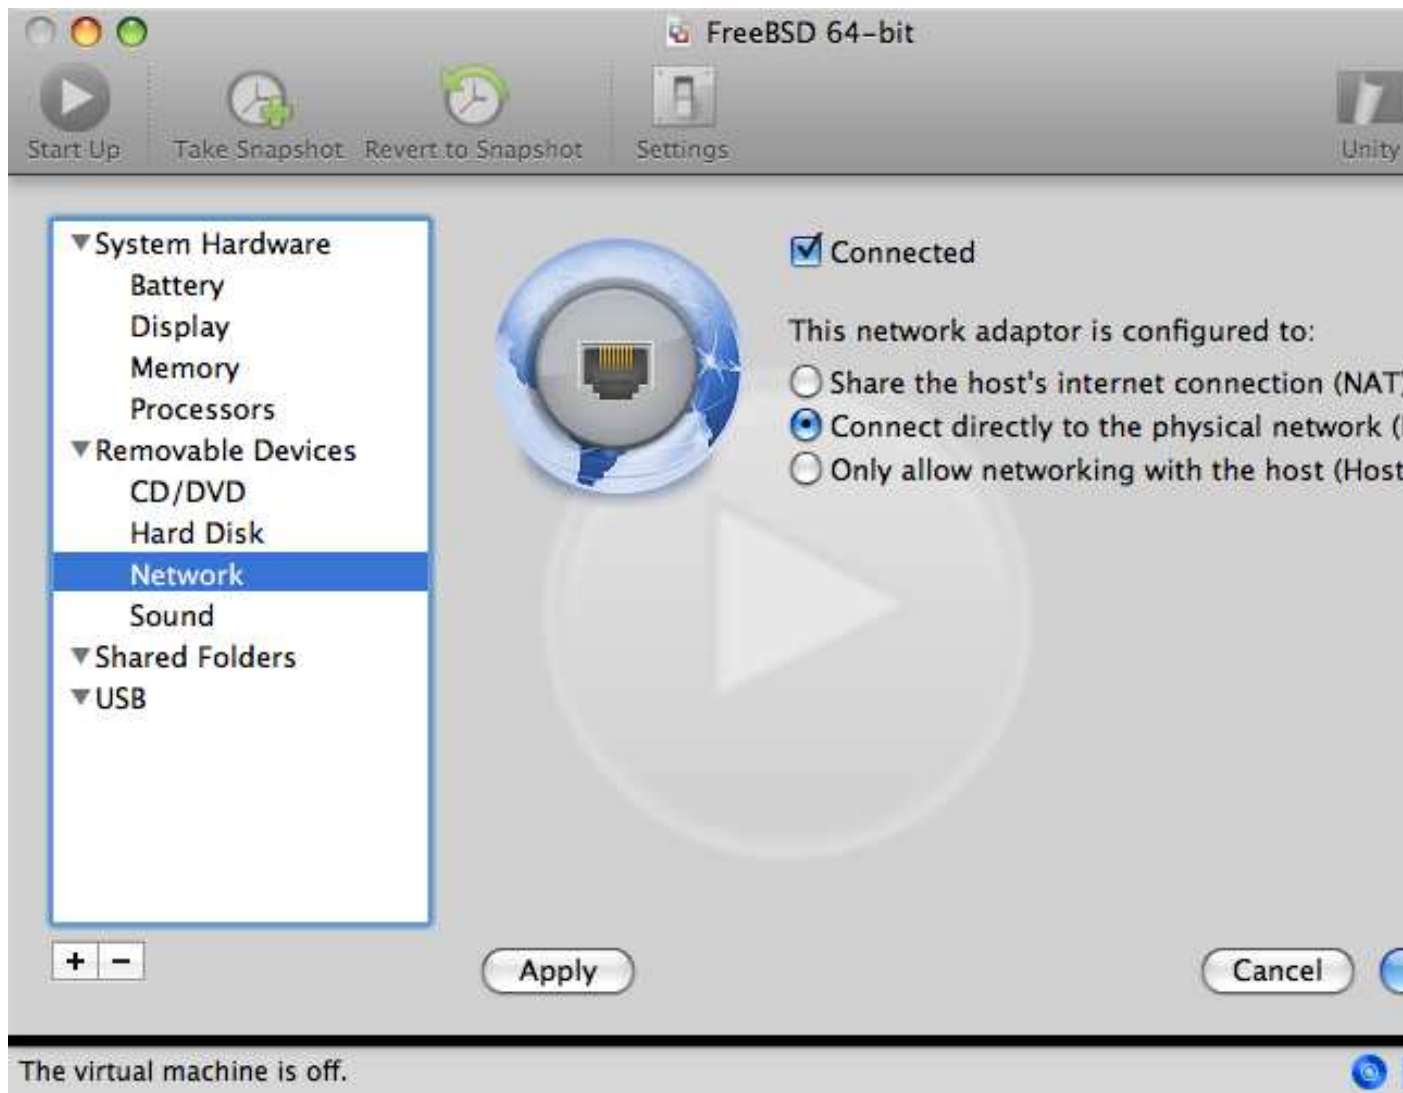 FreeBSD 64-bit
Start Up Take Snapshot Revert to Snapshot Settings Unity
System Hardware
Battery
Display
Memory
Processors
Removable Devices
CD/DVD
Hard Disk
Network
Sound
Shared Folders
USB
Connected
This network adaptor is configured to:
Share the host's internet connection (NAT)
Connect directly to the physical network (
Only allow networking with the host (Host
+ −
Apply
Cancel
The virtual machine is off.